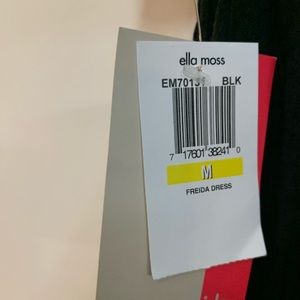 ella moss
BLK
7 17601 38241 0
M
FREIDA DRESS